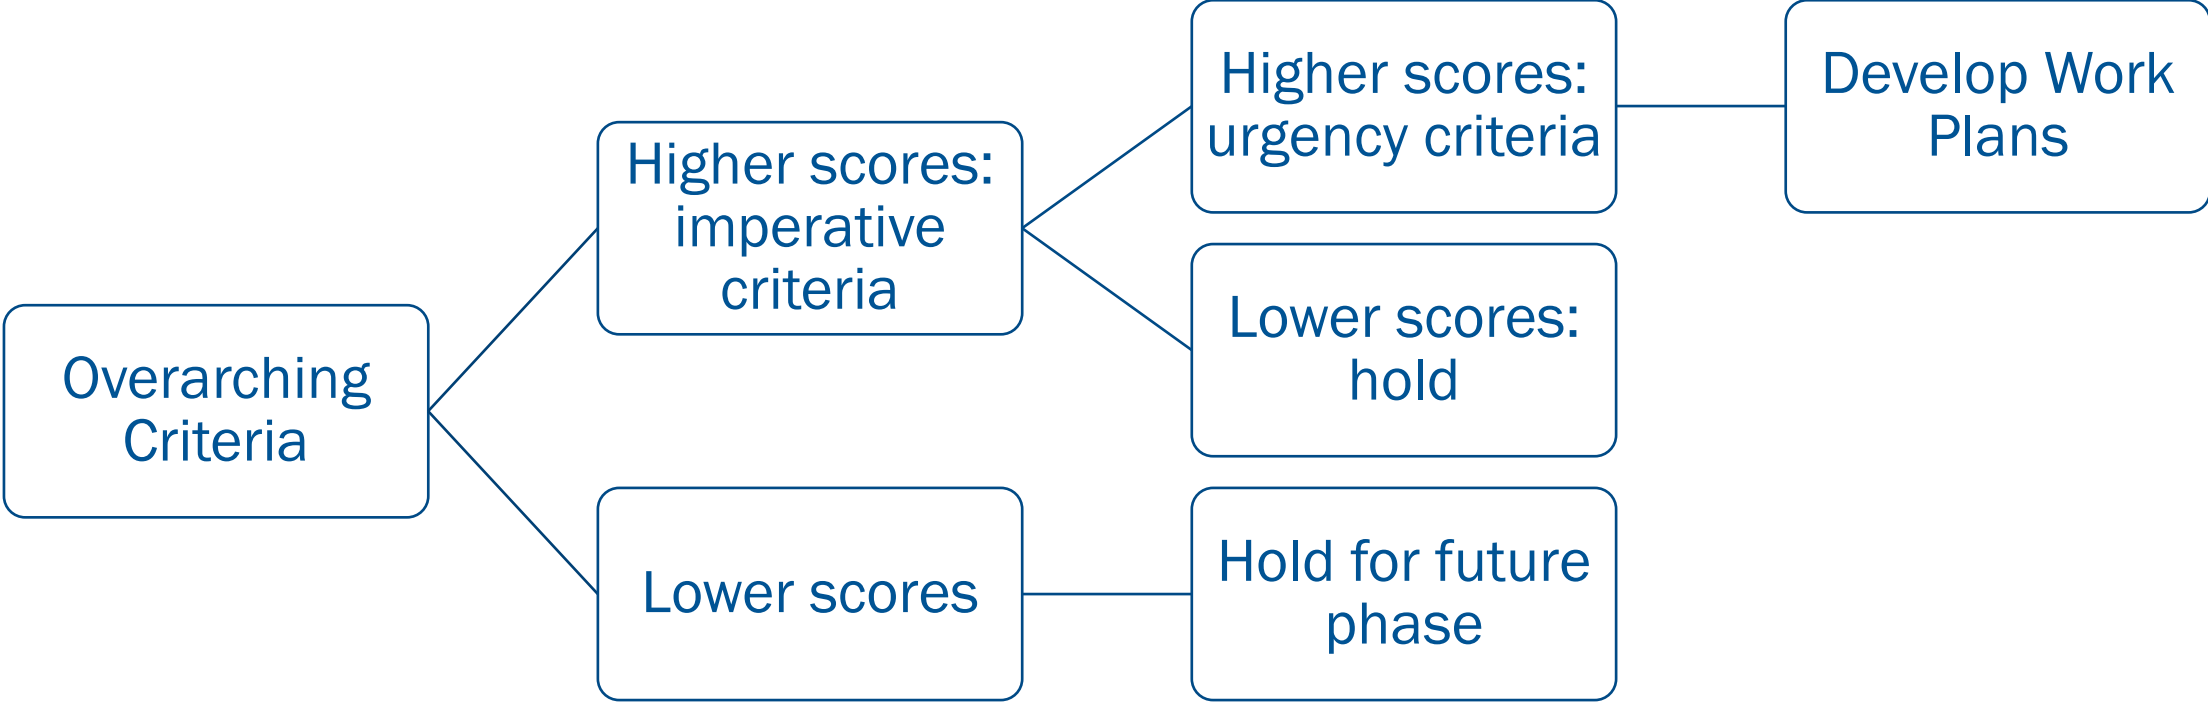 Overarching
Criteria
Higher scores:
imperative
criteria
Lower scores
Higher scores:
urgency criteria
Lower scores:
hold
Hold for future
phase
Develop Work
Plans